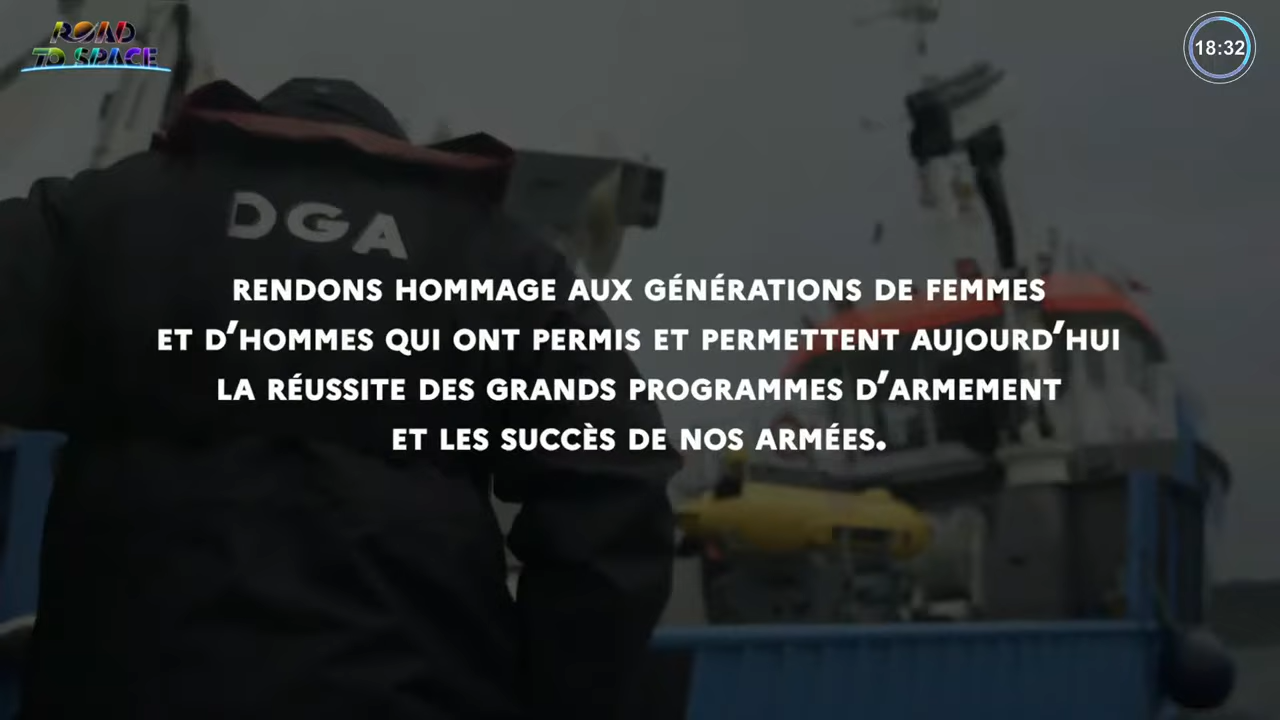 ROAD
TO SPACE
18:32
DGA
RENDONS HOMMAGE AUX GÉNÉRATIONS DE FEMMES
ET D'HOMMES QUI ONT PERMIS ET PERMETTENT AUJOURD'HUI
LA RÉUSSITE DES GRANDS PROGRAMMES D'ARMEMENT
ET LES SUCCÈS DE NOS ARMÉES.